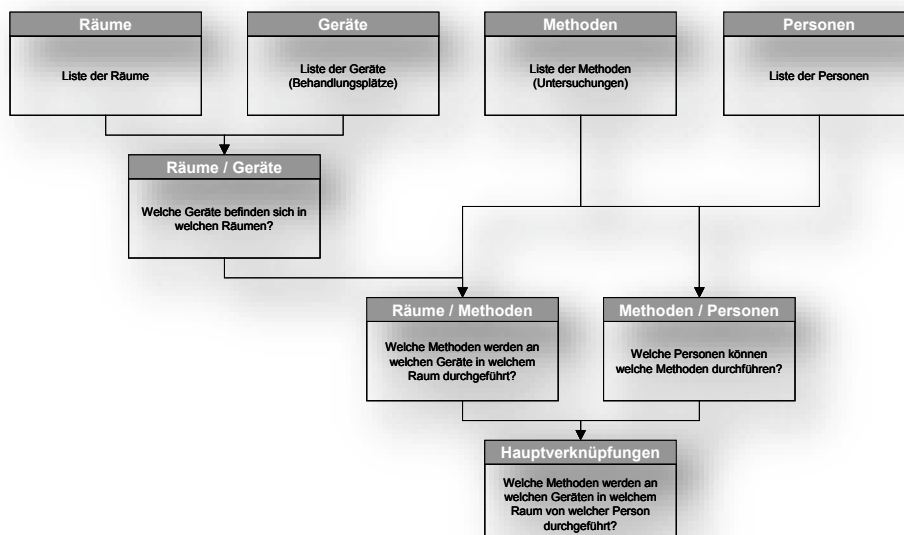 Räume
Liste der Räume
Geräte
Liste der Geräte
(Behandlungsplätze)
Methoden
Liste der Methoden
(Untersuchungen)
Personen
Liste der Personen
Räume / Geräte
Welche Geräte befinden sich in
welchen Räumen?
Räume / Methoden
Welche Methoden werden an
welchen Geräte in welchem
Raum durchgeführt?
Methoden / Personen
Welche Personen können
welche Methoden durchführen?
Hauptverknüpfungen
Welche Methoden werden an
welchen Geräten in welchem
Raum von welcher Person
durchgeführt?